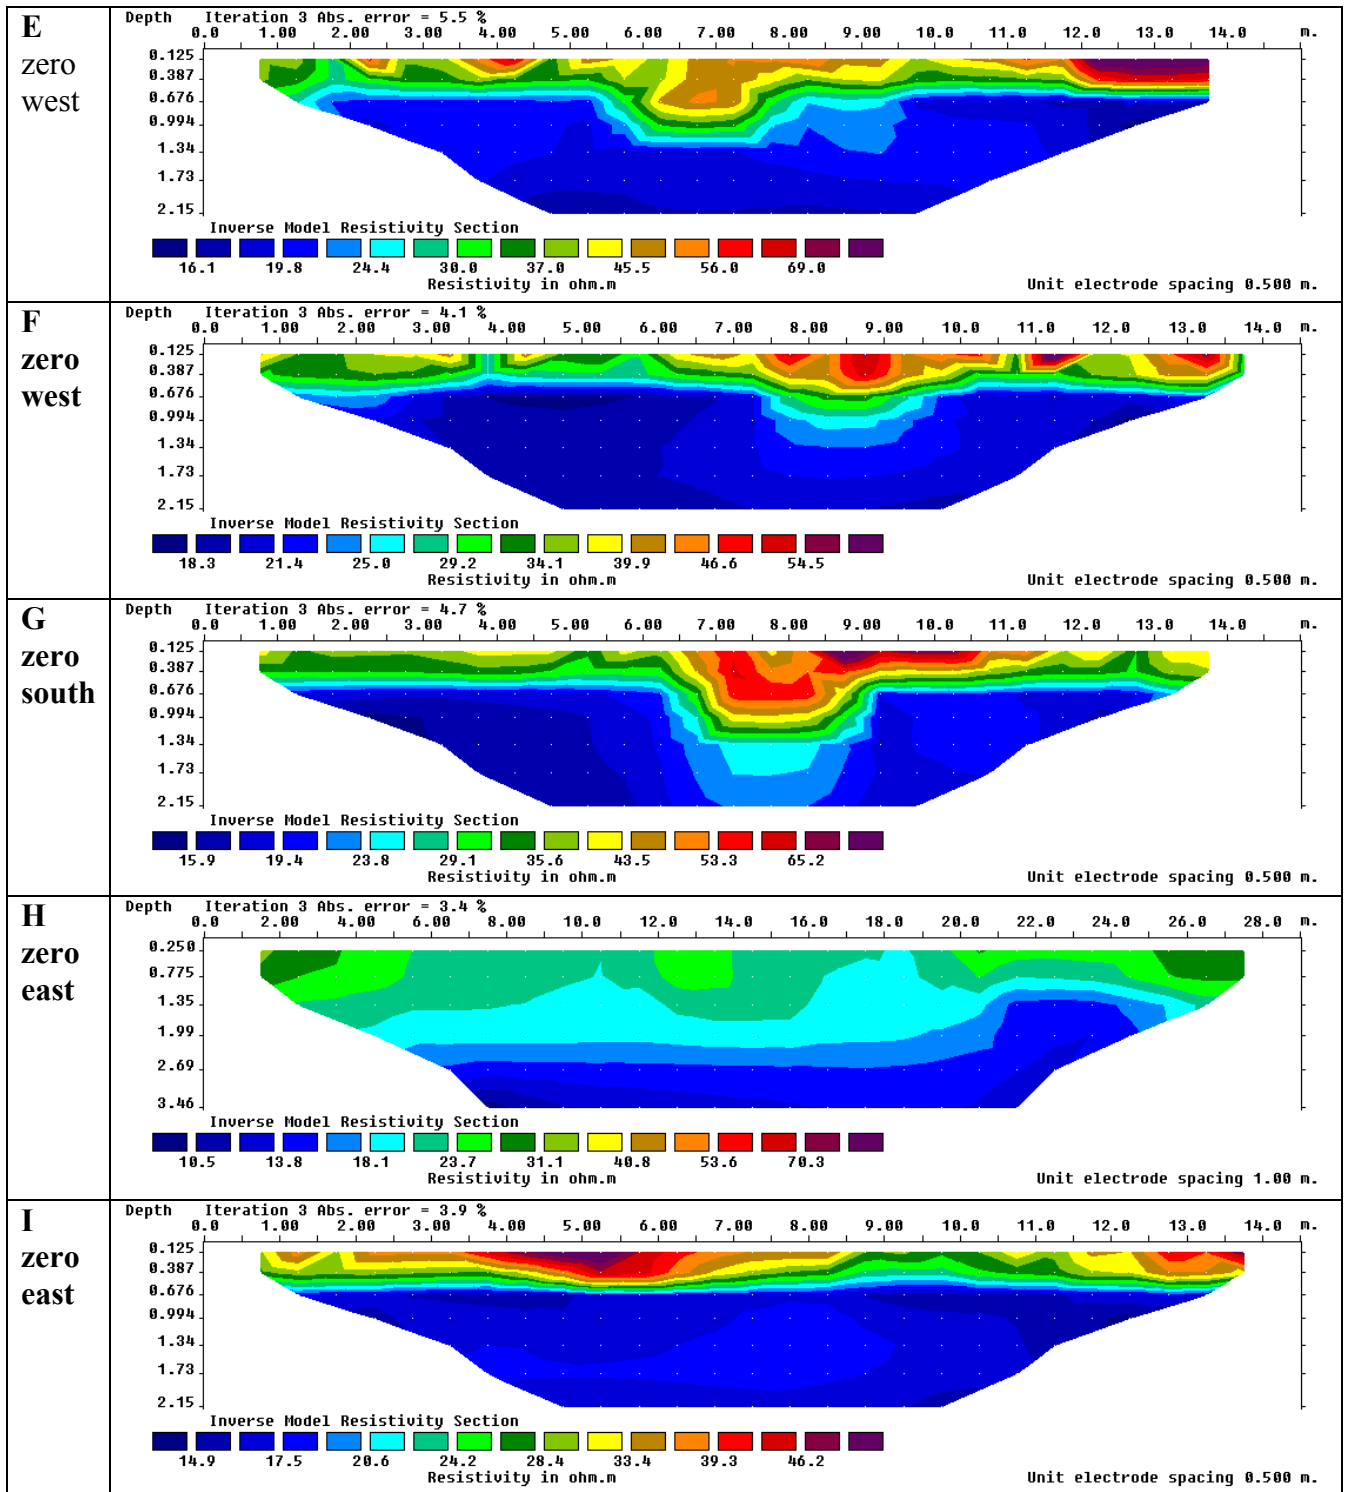 E
zero
west
Depth Iteration 3 Abs. error = 5.5 %
0.0 1.00 2.00 3.00 4.00 5.00 6.00 7.00 8.00 9.00 10.0 11.0 12.0 13.0 14.0 m.
0.125
0.387
0.676
0.994
1.34
1.73
2.15
Inverse Model Resistivity Section
16.1 19.8 24.4 30.0 37.0 45.5 56.0 69.0
Resistivity in ohm.m Unit electrode spacing 0.500 m.
F
zero
west
Depth Iteration 3 Abs. error = 4.1 %
0.0 1.00 2.00 3.00 4.00 5.00 6.00 7.00 8.00 9.00 10.0 11.0 12.0 13.0 14.0 m.
0.125
0.387
0.676
0.994
1.34
1.73
2.15
Inverse Model Resistivity Section
18.3 21.4 25.0 29.2 34.1 39.9 46.6 54.5
Resistivity in ohm.m Unit electrode spacing 0.500 m.
G
zero
south
Depth Iteration 3 Abs. error = 4.7 %
0.0 1.00 2.00 3.00 4.00 5.00 6.00 7.00 8.00 9.00 10.0 11.0 12.0 13.0 14.0 m.
0.125
0.387
0.676
0.994
1.34
1.73
2.15
Inverse Model Resistivity Section
15.9 19.4 23.8 29.1 35.6 43.5 53.3 65.2
Resistivity in ohm.m Unit electrode spacing 0.500 m.
H
zero
east
Depth Iteration 3 Abs. error = 3.4 %
0.0 2.00 4.00 6.00 8.00 10.0 12.0 14.0 16.0 18.0 20.0 22.0 24.0 26.0 28.0 m.
0.250
0.775
1.35
1.99
2.69
3.46
Inverse Model Resistivity Section
10.5 13.8 18.1 23.7 31.1 40.8 53.6 70.3
Resistivity in ohm.m Unit electrode spacing 1.00 m.
I
zero
east
Depth Iteration 3 Abs. error = 3.9 %
0.0 1.00 2.00 3.00 4.00 5.00 6.00 7.00 8.00 9.00 10.0 11.0 12.0 13.0 14.0 m.
0.125
0.387
0.676
0.994
1.34
1.73
2.15
Inverse Model Resistivity Section
14.9 17.5 20.6 24.2 28.4 33.4 39.3 46.2
Resistivity in ohm.m Unit electrode spacing 0.500 m.